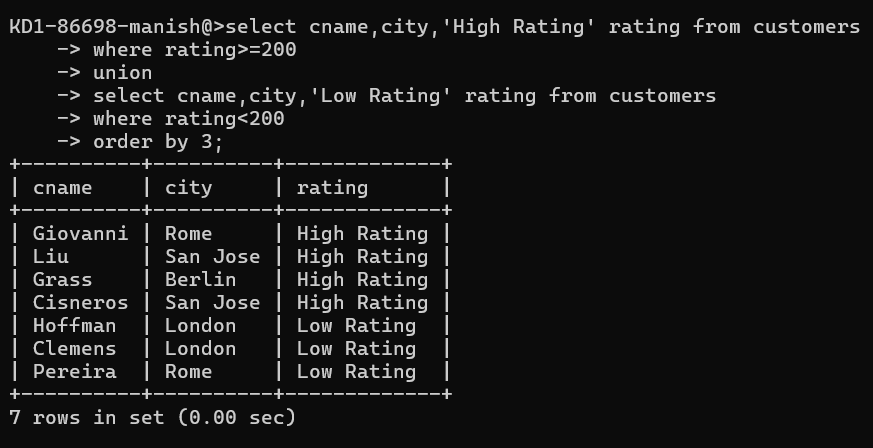 KD1-86698-manish@>select cname,city,'High Rating' rating from customers
    -> where rating>=200
    -> union
    -> select cname,city,'Low Rating' rating from customers
    -> where rating<200
    -> order by 3;
+----------+----------+-------------+
| cname    | city     | rating      |
+----------+----------+-------------+
| Giovanni | Rome     | High Rating |
| Liu      | San Jose | High Rating |
| Grass    | Berlin   | High Rating |
| Cisneros | San Jose | High Rating |
| Hoffman  | London   | Low Rating  |
| Clemens  | London   | Low Rating  |
| Pereira  | Rome     | Low Rating  |
+----------+----------+-------------+
7 rows in set (0.00 sec)